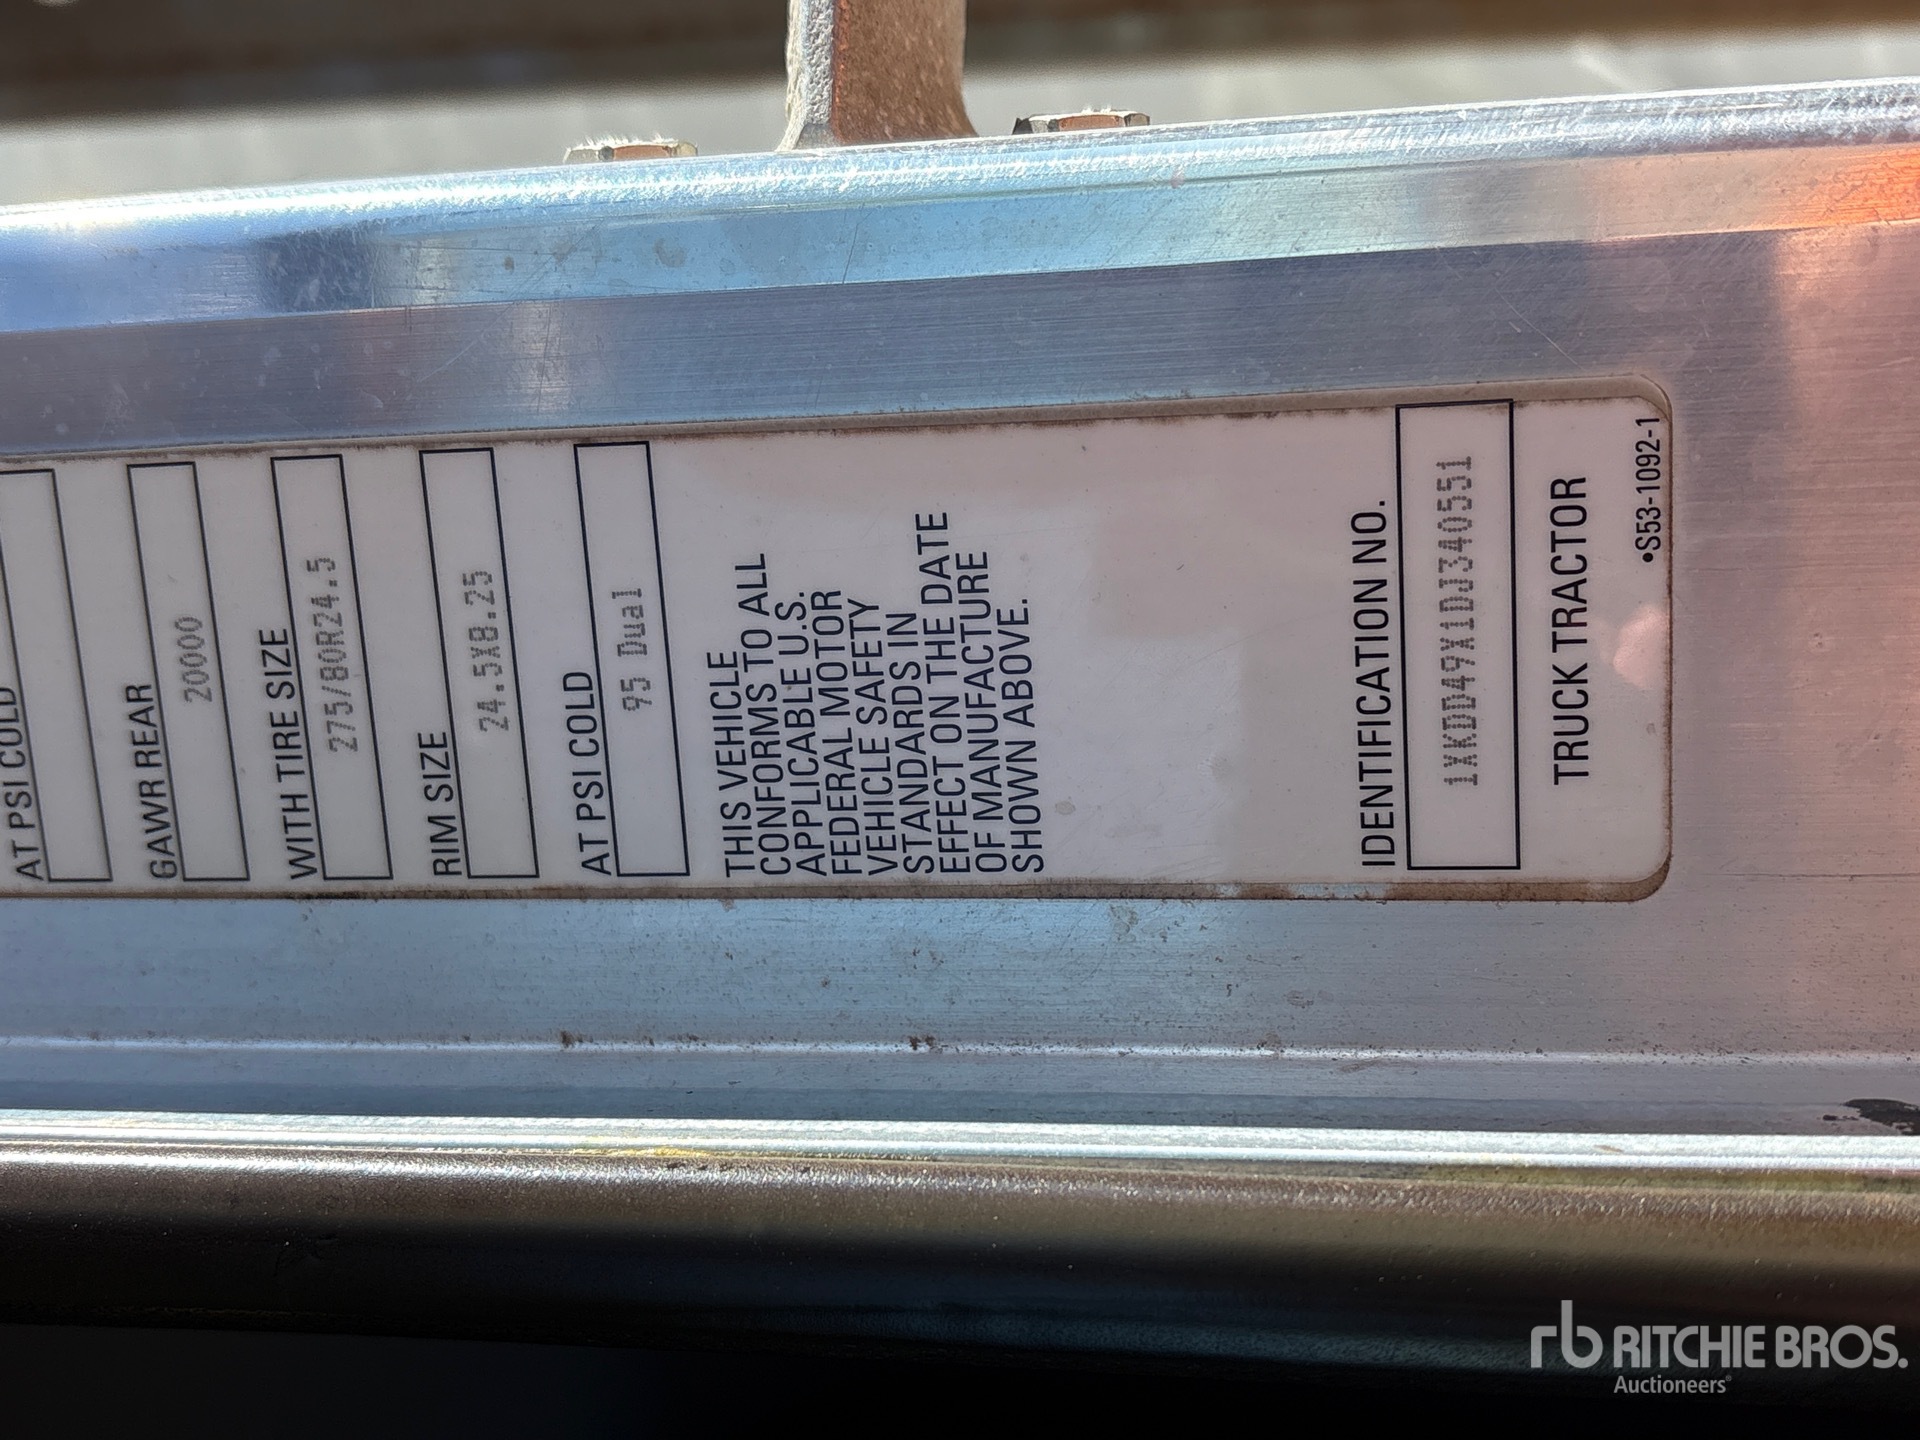 AT PSI COLD
GAWR REAR
20000
WITH TIRE SIZE
275/80R24.5
RIM SIZE
24.5X8.25
AT PSI COLD
95 Dual
THIS VEHICLE
CONFORMS TO ALL
APPLICABLE U.S.
FEDERAL MOTOR
VEHICLE SAFETY
STANDARDS IN
EFFECT ON THE DATE
OF MANUFACTURE
SHOWN ABOVE.
IDENTIFICATION NO.
1XKDD49X1DJ340551
TRUCK TRACTOR
•S53-1092-1
rb RITCHIE BROS.
Auctioneers®